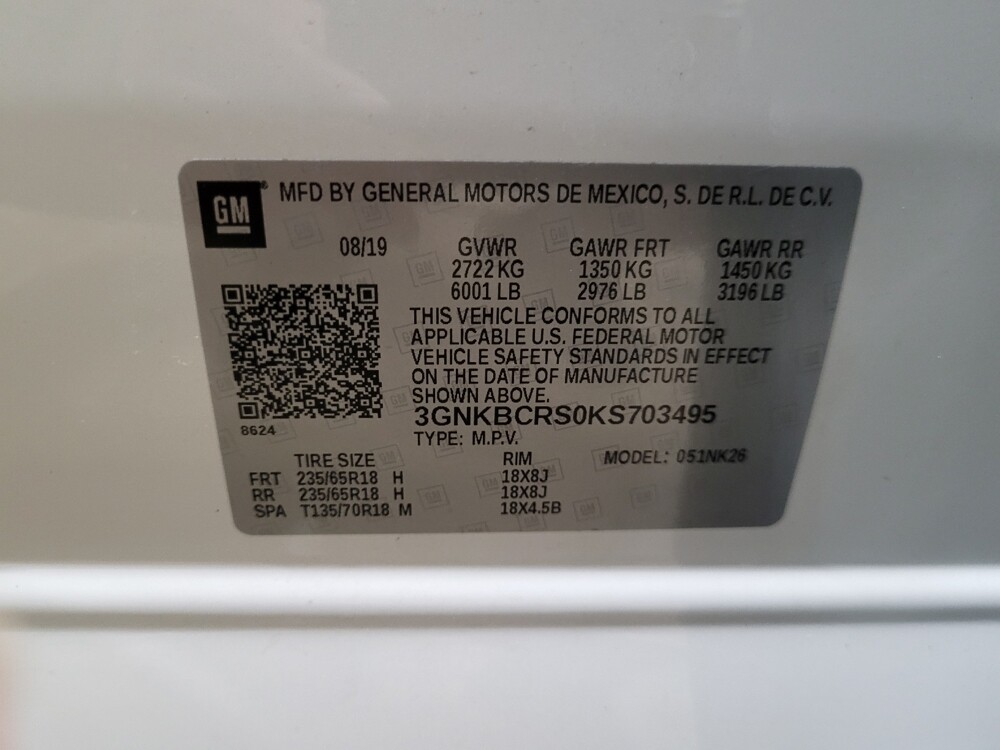 GM
MFD BY GENERAL MOTORS DE MEXICO, S. DE R.L. DE C.V.
08/19 GVWR GAWR FRT GAWR RR
2722 KG 1350 KG 1450 KG
6001 LB 2976 LB 3196 LB
THIS VEHICLE CONFORMS TO ALL
APPLICABLE U.S. FEDERAL MOTOR
VEHICLE SAFETY STANDARDS IN EFFECT
ON THE DATE OF MANUFACTURE
SHOWN ABOVE.
3GNKBCRS0KS703495
8624
TYPE: M.P.V.
TIRE SIZE RIM MODEL: 051NK26
FRT 235/65R18 H 18X8J
RR 235/65R18 H 18X8J
SPA T135/70R18 M 18X4.5B